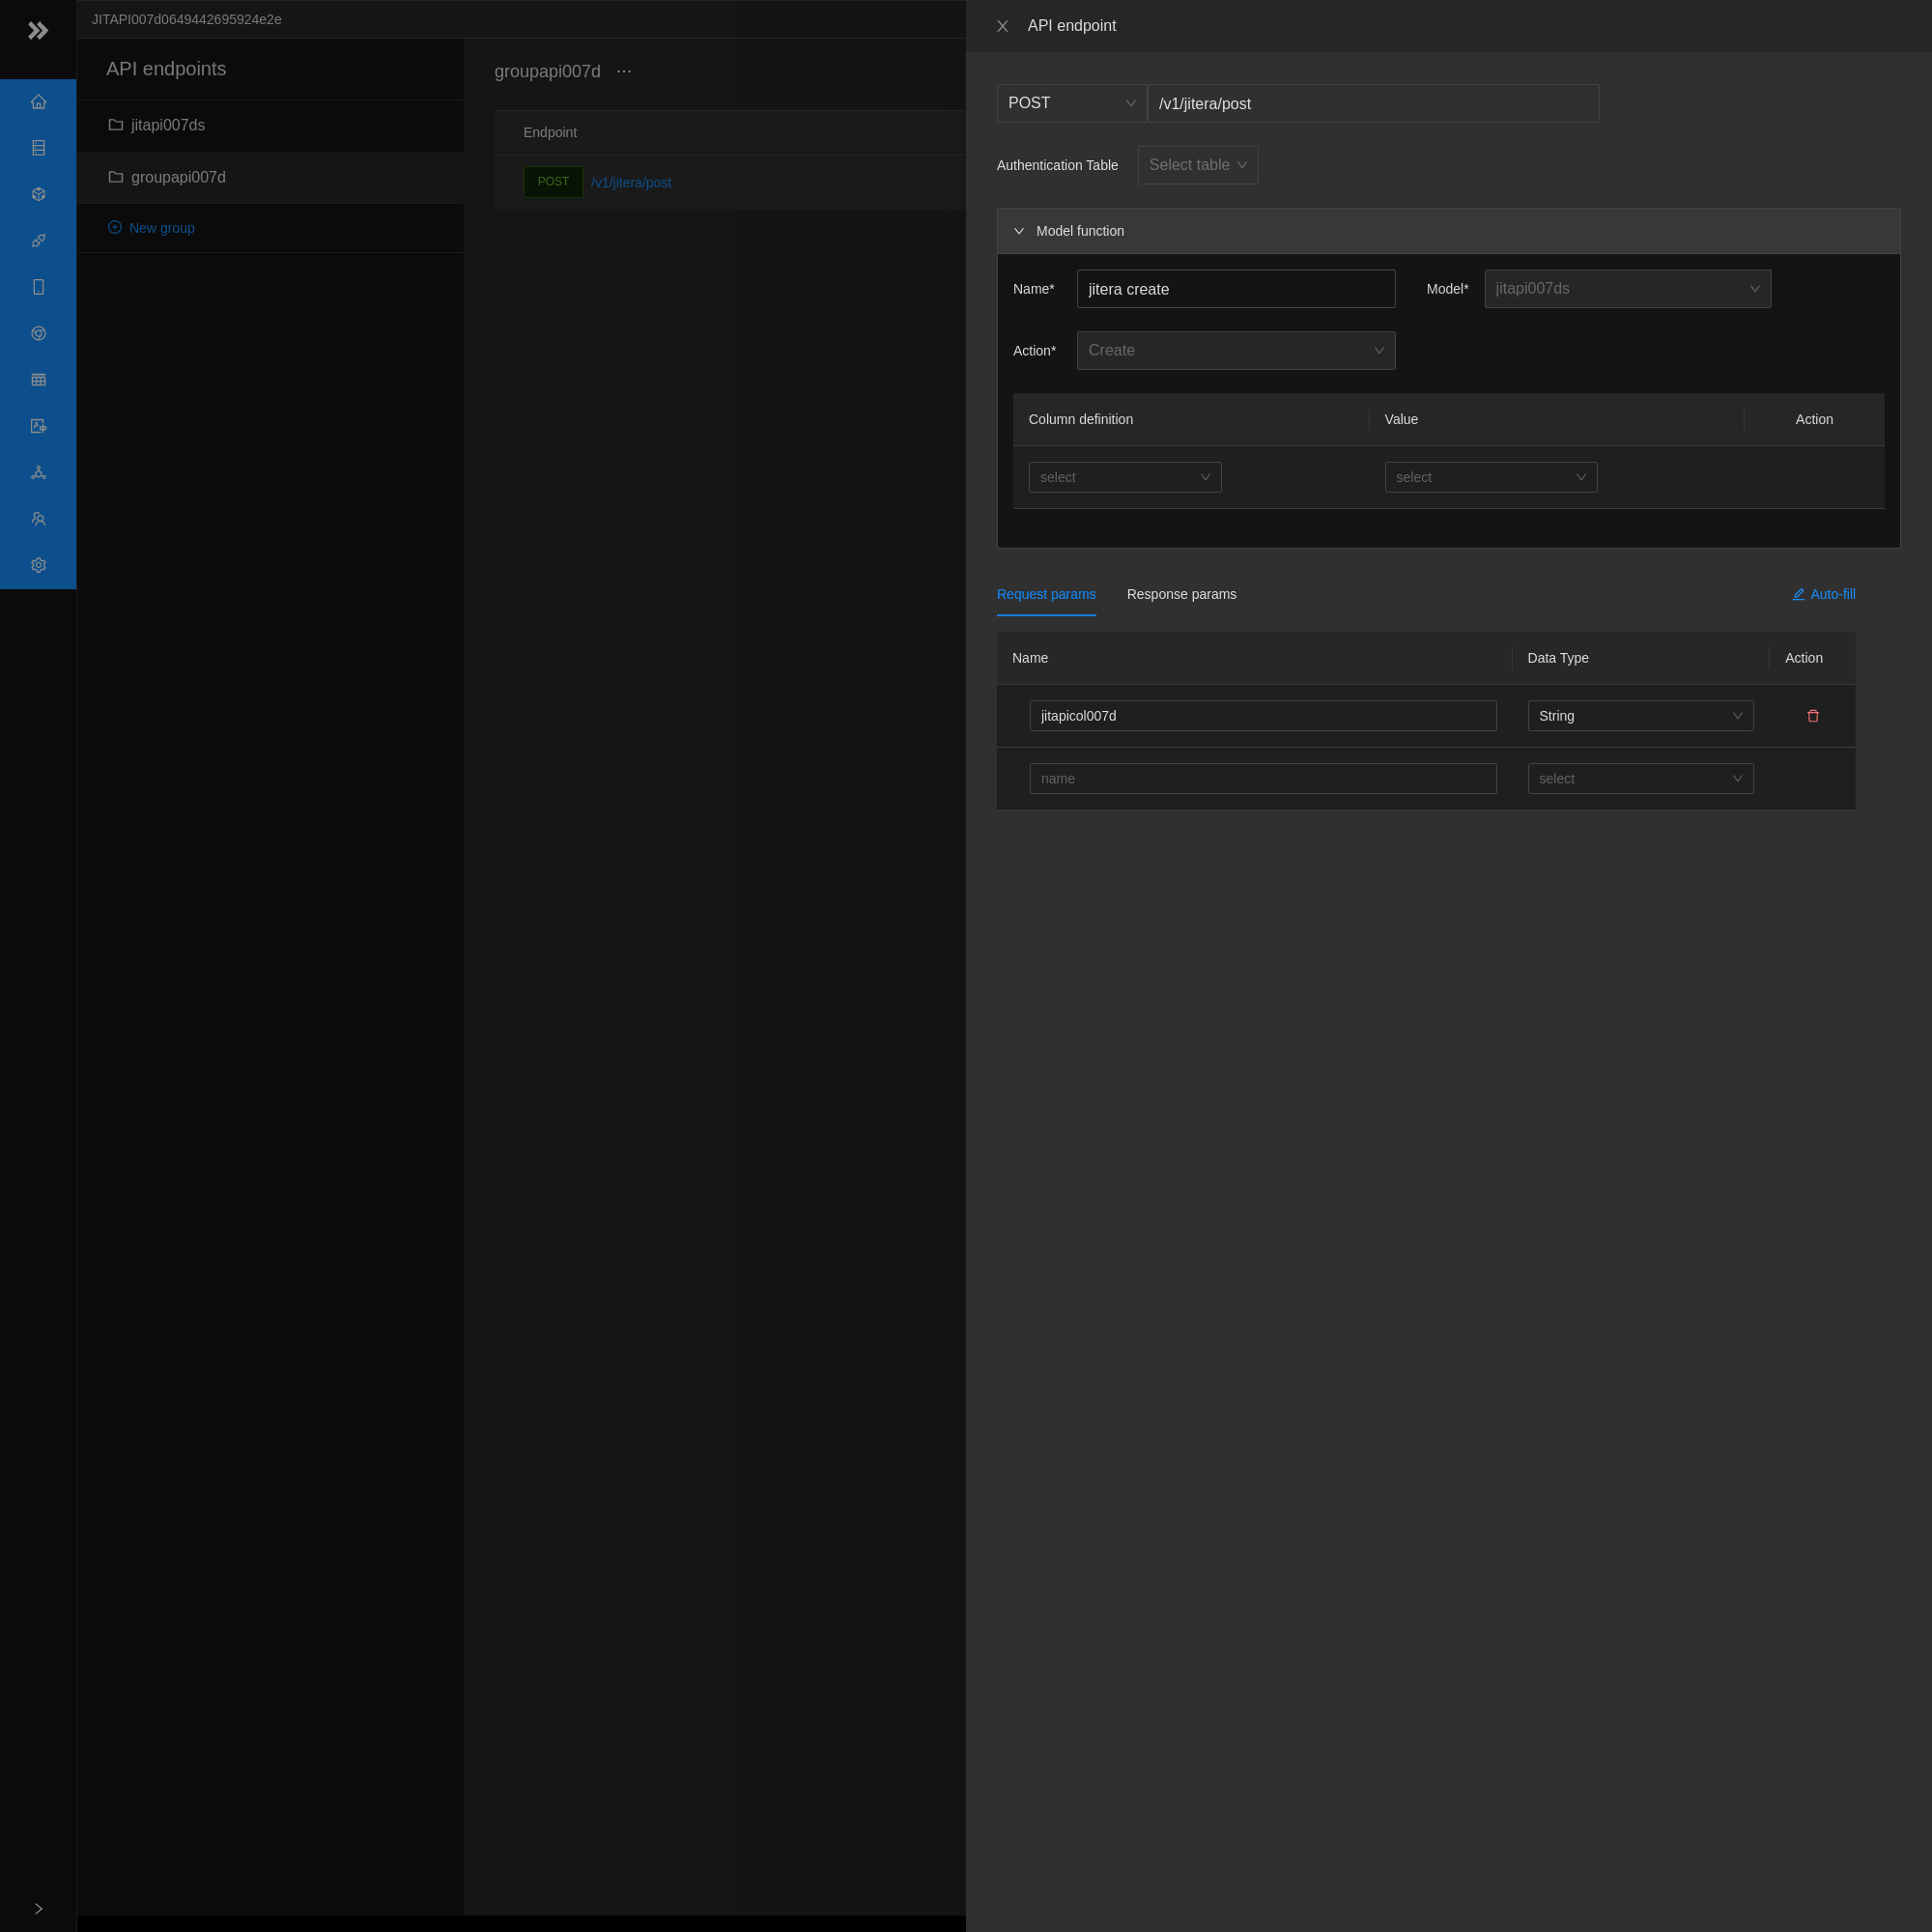 JITAPI007d0649442695924e2e
API endpoints
jitapi007ds
groupapi007d
New group
groupapi007d ···
Endpoint
POST /v1/jitera/post
API endpoint
POST /v1/jitera/post
Authentication Table Select table
Model function
Name* jitera create Model* jitapi007ds
Action* Create
Column definition Value Action
select select
Request params Response params Auto-fill
Name Data Type Action
jitapicol007d String
name select